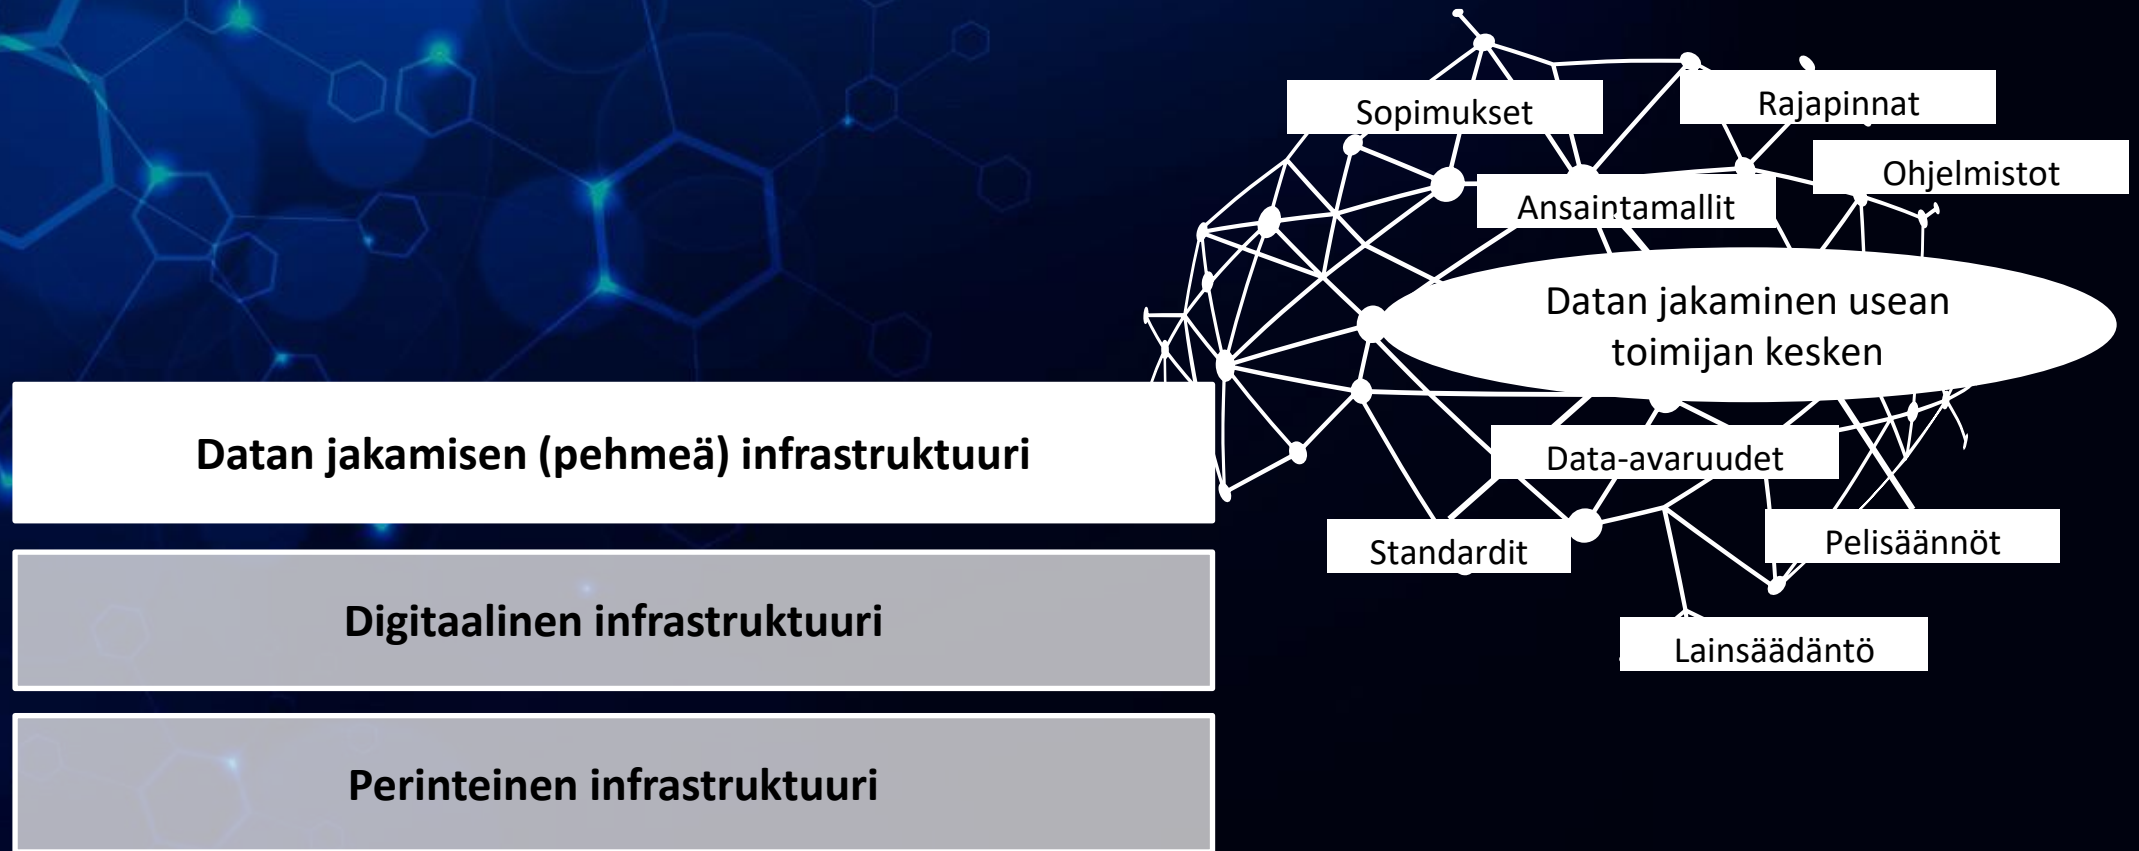 Sopimukset
Rajapinnat
Ohjelmistot
Ansaintamallit
Datan jakaminen usean
toimijan kesken
Data-avaruudet
Pelisäännöt
Standardit
Lainsäädäntö
Datan jakamisen (pehmeä) infrastruktuuri
Digitaalinen infrastruktuuri
Perinteinen infrastruktuuri